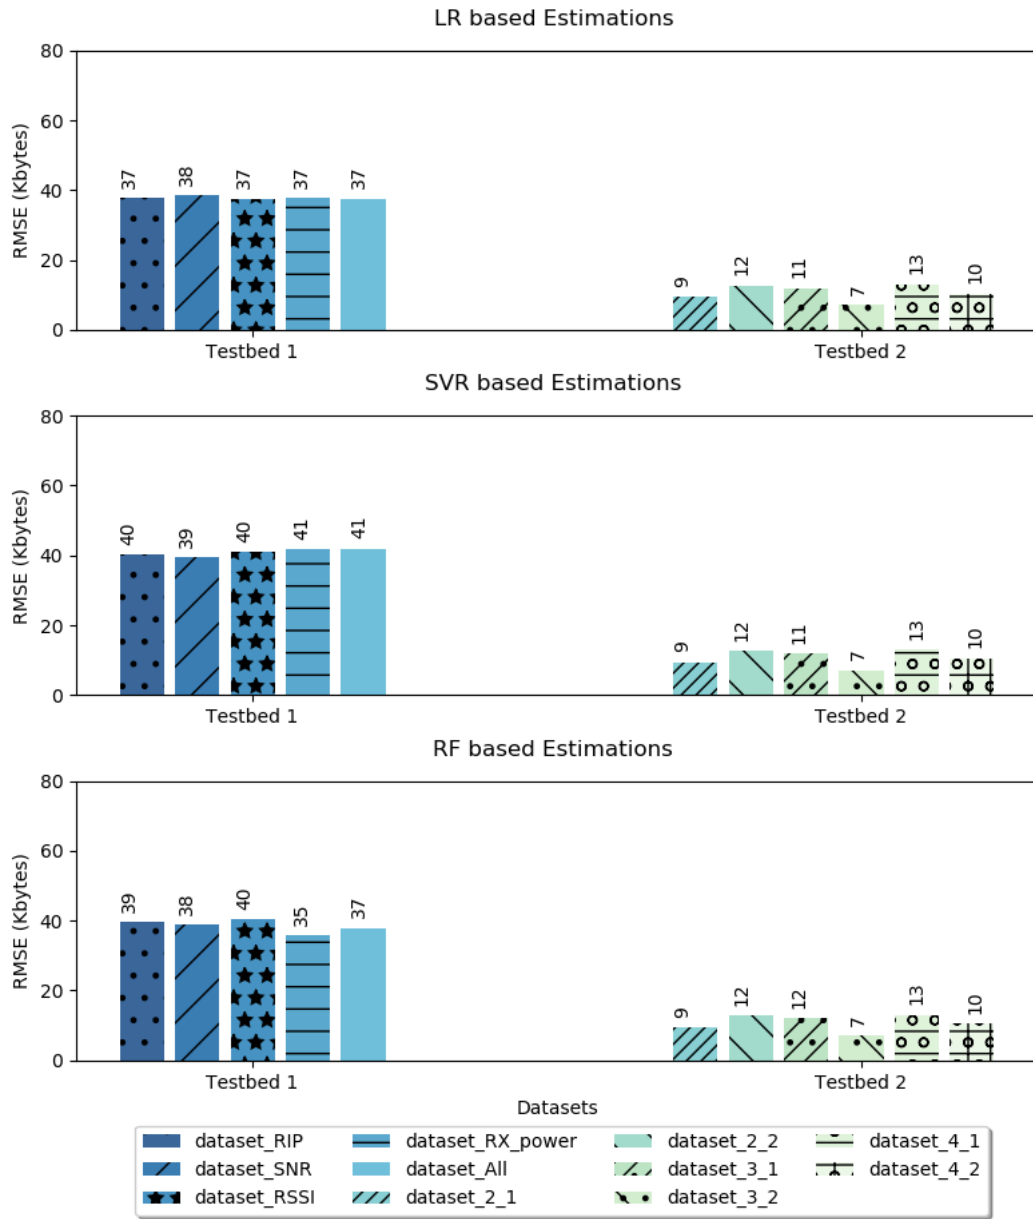 LR based Estimations
80
60
40
20
0
RMSE (Kbytes)
37
38
37
37
37
9
12
11
7
13
10
Testbed 1
Testbed 2
SVR based Estimations
80
60
40
20
0
RMSE (Kbytes)
40
39
40
41
41
9
12
11
7
13
10
Testbed 1
Testbed 2
RF based Estimations
80
60
40
20
0
RMSE (Kbytes)
39
38
40
35
37
9
12
12
7
13
10
Testbed 1
Testbed 2
Datasets
dataset_RIP
dataset_SNR
dataset_RSSI
dataset_RX_power
dataset_All
dataset_2_1
dataset_2_2
dataset_3_1
dataset_3_2
dataset_4_1
dataset_4_2